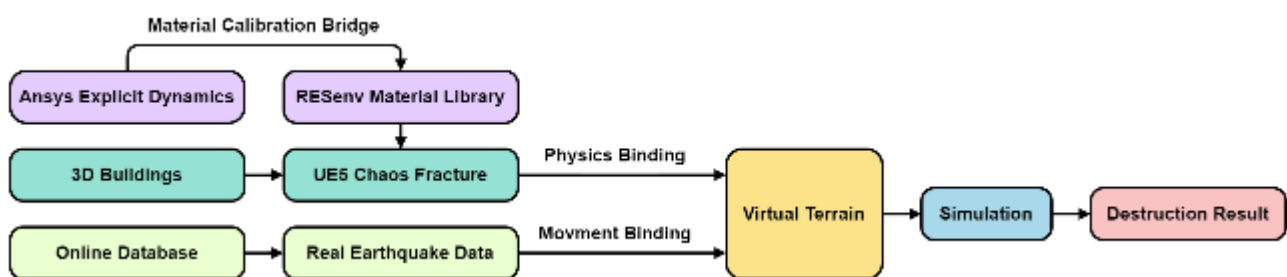 Material Calibration Bridge
Ansys Explicit Dynamics
RESenv Material Library
3D Buildings
UE5 Chaos Fracture
Physics Binding
Virtual Terrain
Simulation
Destruction Result
Online Database
Real Earthquake Data
Movment Binding